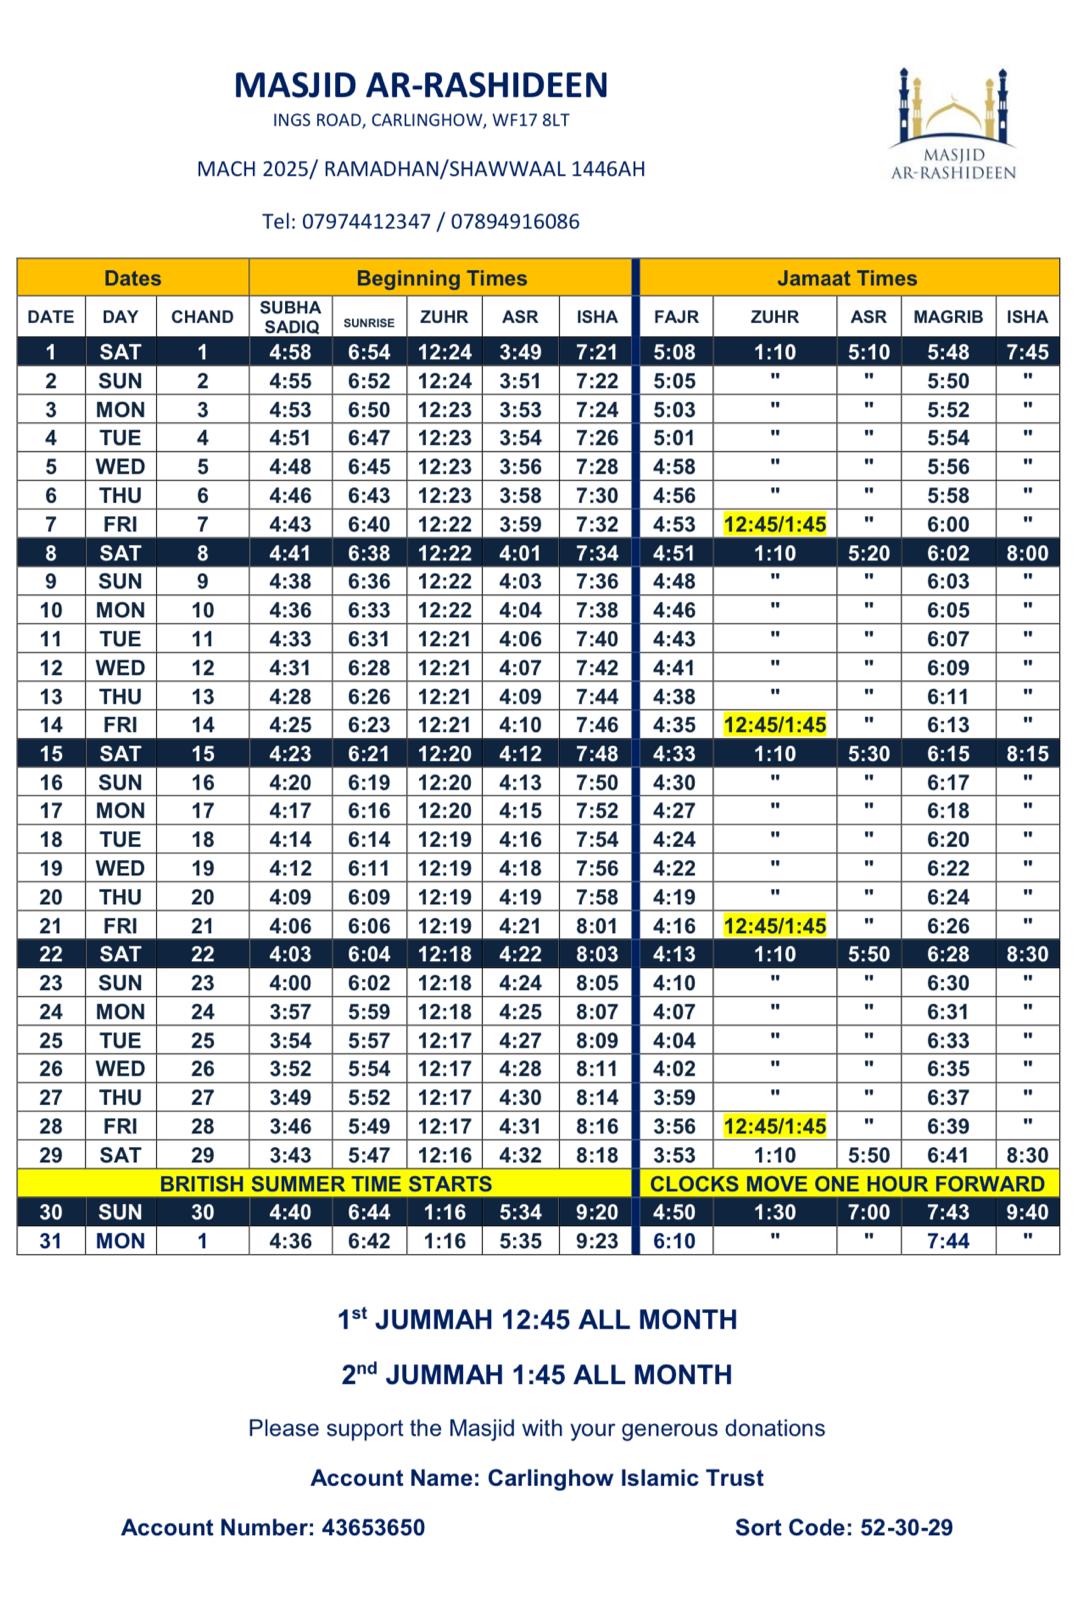 MASJID AR-RASHIDEEN
INGS ROAD, CARLINGHOW, WF17 8LT
MACH 2025/ RAMADHAN/SHAWWAAL 1446AH
Tel: 07974412347 / 07894916086
MASJID
AR-RASHIDEEN
Dates Beginning Times Jamaat Times
DATE DAY CHAND SUBHA SADIQ SUNRISE ZUHR ASR ISHA FAJR ZUHR ASR MAGRIB ISHA
1 SAT 1 4:58 6:54 12:24 3:49 7:21 5:08 1:10 5:10 5:48 7:45
2 SUN 2 4:55 6:52 12:24 3:51 7:22 5:05 " " 5:50 "
3 MON 3 4:53 6:50 12:23 3:53 7:24 5:03 " " 5:52 "
4 TUE 4 4:51 6:47 12:23 3:54 7:26 5:01 " " 5:54 "
5 WED 5 4:48 6:45 12:23 3:56 7:28 4:58 " " 5:56 "
6 THU 6 4:46 6:43 12:23 3:58 7:30 4:56 " " 5:58 "
7 FRI 7 4:43 6:40 12:22 3:59 7:32 4:53 12:45/1:45 " 6:00 "
8 SAT 8 4:41 6:38 12:22 4:01 7:34 4:51 1:10 5:20 6:02 8:00
9 SUN 9 4:38 6:36 12:22 4:03 7:36 4:48 " " 6:03 "
10 MON 10 4:36 6:33 12:22 4:04 7:38 4:46 " " 6:05 "
11 TUE 11 4:33 6:31 12:21 4:06 7:40 4:43 " " 6:07 "
12 WED 12 4:31 6:28 12:21 4:07 7:42 4:41 " " 6:09 "
13 THU 13 4:28 6:26 12:21 4:09 7:44 4:38 " " 6:11 "
14 FRI 14 4:25 6:23 12:21 4:10 7:46 4:35 12:45/1:45 " 6:13 "
15 SAT 15 4:23 6:21 12:20 4:12 7:48 4:33 1:10 5:30 6:15 8:15
16 SUN 16 4:20 6:19 12:20 4:13 7:50 4:30 " " 6:17 "
17 MON 17 4:17 6:16 12:20 4:15 7:52 4:27 " " 6:18 "
18 TUE 18 4:14 6:14 12:19 4:16 7:54 4:24 " " 6:20 "
19 WED 19 4:12 6:11 12:19 4:18 7:56 4:22 " " 6:22 "
20 THU 20 4:09 6:09 12:19 4:19 7:58 4:19 " " 6:24 "
21 FRI 21 4:06 6:06 12:19 4:21 8:01 4:16 12:45/1:45 " 6:26 "
22 SAT 22 4:03 6:04 12:18 4:22 8:03 4:13 1:10 5:50 6:28 8:30
23 SUN 23 4:00 6:02 12:18 4:24 8:05 4:10 " " 6:30 "
24 MON 24 3:57 5:59 12:18 4:25 8:07 4:07 " " 6:31 "
25 TUE 25 3:54 5:57 12:17 4:27 8:09 4:04 " " 6:33 "
26 WED 26 3:52 5:54 12:17 4:28 8:11 4:02 " " 6:35 "
27 THU 27 3:49 5:52 12:17 4:30 8:14 3:59 " " 6:37 "
28 FRI 28 3:46 5:49 12:17 4:31 8:16 3:56 12:45/1:45 " 6:39 "
29 SAT 29 3:43 5:47 12:16 4:32 8:18 3:53 1:10 5:50 6:41 8:30
BRITISH SUMMER TIME STARTS CLOCKS MOVE ONE HOUR FORWARD
30 SUN 30 4:40 6:44 1:16 5:34 9:20 4:50 1:30 7:00 7:43 9:40
31 MON 1 4:36 6:42 1:16 5:35 9:23 6:10 " " 7:44 "
1st JUMMAH 12:45 ALL MONTH
2nd JUMMAH 1:45 ALL MONTH
Please support the Masjid with your generous donations
Account Name: Carlinghow Islamic Trust
Account Number: 43653650 Sort Code: 52-30-29